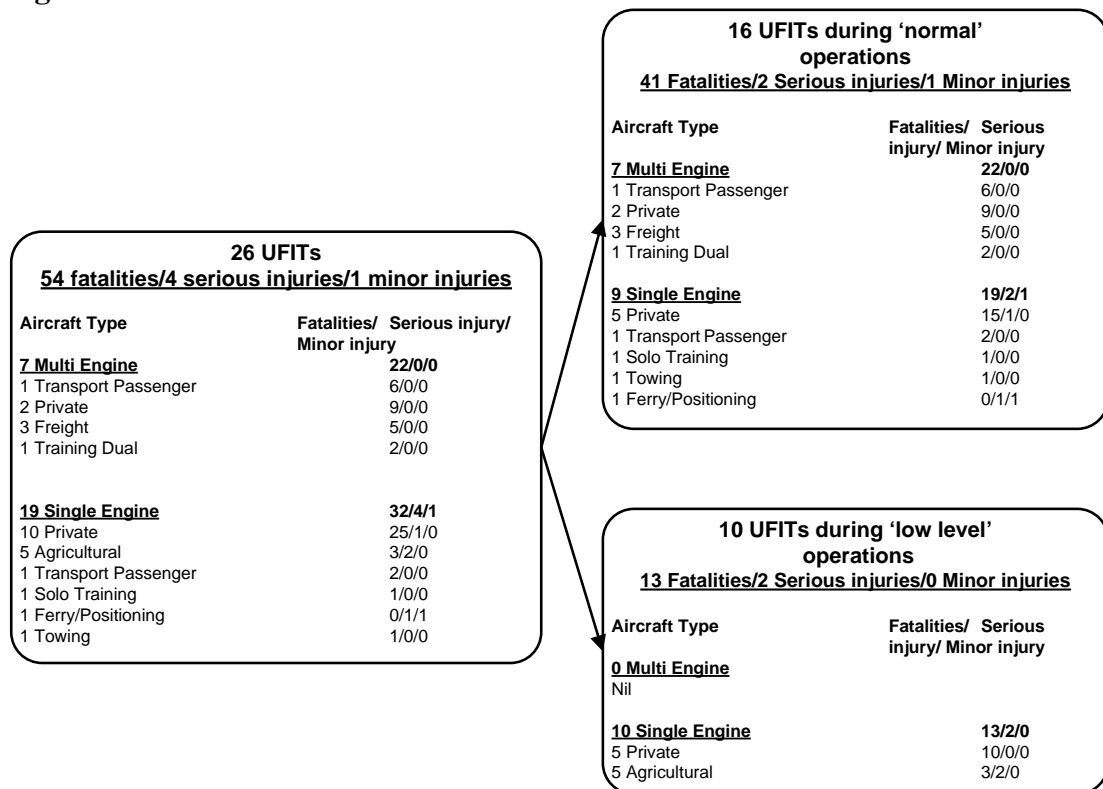 16 UFITs during ‘normal’
operations
41 Fatalities/2 Serious injuries/1 Minor injuries
Aircraft Type Fatalities/ Serious
injury/ Minor injury
7 Multi Engine 22/0/0
1 Transport Passenger 6/0/0
2 Private 9/0/0
3 Freight 5/0/0
1 Training Dual 2/0/0
9 Single Engine 19/2/1
5 Private 15/1/0
1 Transport Passenger 2/0/0
1 Solo Training 1/0/0
1 Towing 1/0/0
1 Ferry/Positioning 0/1/1
26 UFITs
54 fatalities/4 serious injuries/1 minor injuries
Aircraft Type Fatalities/ Serious injury/
Minor injury
7 Multi Engine 22/0/0
1 Transport Passenger 6/0/0
2 Private 9/0/0
3 Freight 5/0/0
1 Training Dual 2/0/0
19 Single Engine 32/4/1
10 Private 25/1/0
5 Agricultural 3/2/0
1 Transport Passenger 2/0/0
1 Solo Training 1/0/0
1 Ferry/Positioning 0/1/1
1 Towing 1/0/0
10 UFITs during ‘low level’
operations
13 Fatalities/2 Serious injuries/0 Minor injuries
Aircraft Type Fatalities/ Serious
injury/ Minor injury
0 Multi Engine
Nil
10 Single Engine 13/2/0
5 Private 10/0/0
5 Agricultural 3/2/0